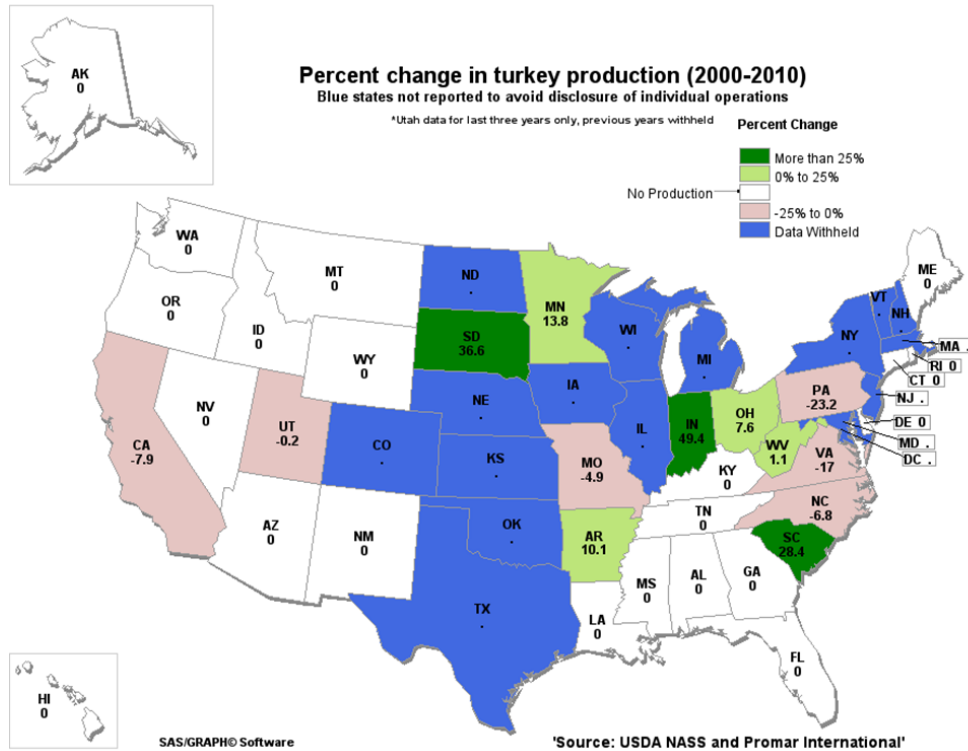 Percent change in turkey production (2000-2010)
Blue states not reported to avoid disclosure of individual operations
*Utah data for last three years only, previous years withheld
Percent Change
More than 25%
0% to 25%
No Production
-25% to 0%
Data Withheld
AK
0
WA
0
OR
0
ID
0
MT
0
WY
0
NV
0
CA
-7.9
UT
-0.2
AZ
0
NM
0
CO
.
ND
.
SD
36.6
NE
.
KS
.
OK
.
TX
.
MN
13.8
IA
.
MO
-4.9
AR
10.1
LA
0
WI
.
IL
.
MI
.
IN
49.4
OH
7.6
KY
0
TN
0
MS
0
AL
0
GA
0
FL
0
SC
28.4
NC
-6.8
VA
-17
WV
1.1
PA
-23.2
NY
.
VT
.
NH
.
ME
0
MA .
RI 0
CT 0
NJ .
DE 0
MD .
DC .
HI
0
SAS/GRAPH© Software
'Source: USDA NASS and Promar International'